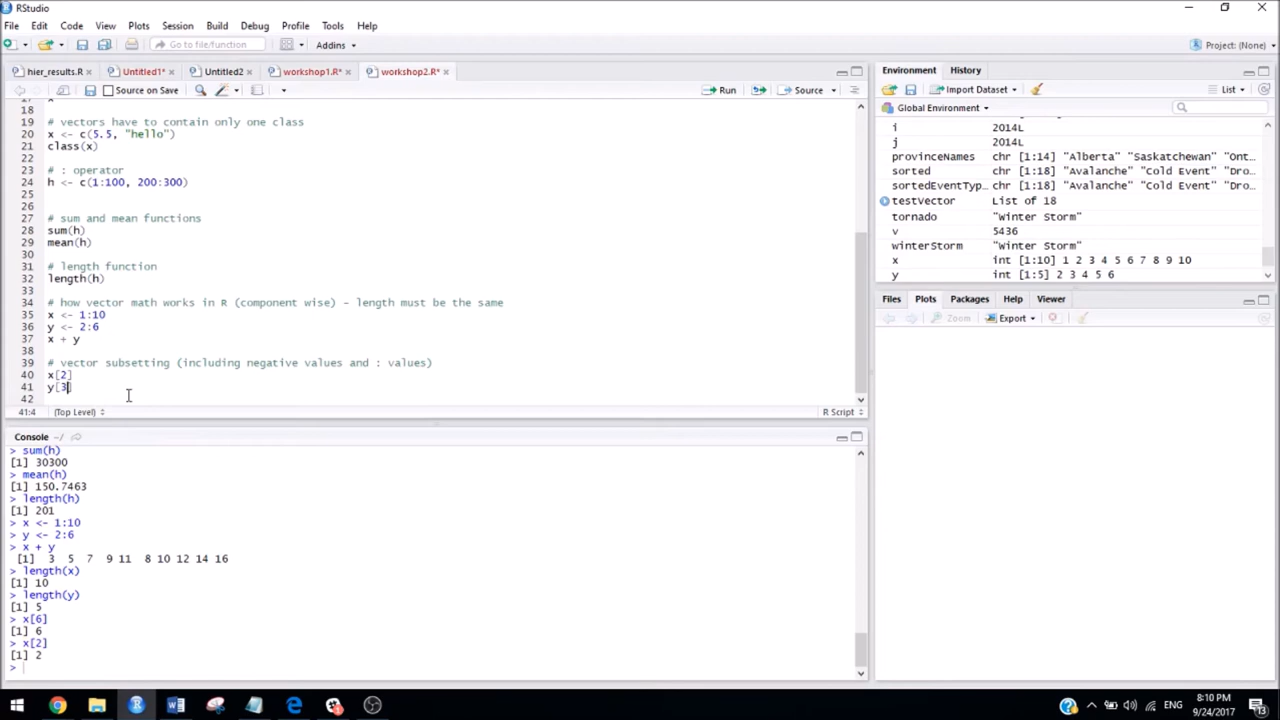 RStudio
File Edit Code View Plots Session Build Debug Profile Tools Help
Go to file/function Addins Project: (None)
hier_results.R Untitled1* Untitled2 workshop1.R* workshop2.R*
Source on Save Run Source
18
19 # vectors have to contain only one class
20 x <- c(5.5, "hello")
21 class(x)
22
23 # : operator
24 h <- c(1:100, 200:300)
25
26
27 # sum and mean functions
28 sum(h)
29 mean(h)
30
31 # length function
32 length(h)
33
34 # how vector math works in R (component wise) - length must be the same
35 x <- 1:10
36 y <- 2:6
37 x + y
38
39 # vector subsetting (including negative values and : values)
40 x[2]
41 y[3]
42
41:4 (Top Level) R Script
Console ~/
> sum(h)
[1] 30300
> mean(h)
[1] 150.7463
> length(h)
[1] 201
> x <- 1:10
> y <- 2:6
> x + y
[1] 3 5 7 9 11 8 10 12 14 16
> length(x)
[1] 10
> length(y)
[1] 5
> x[6]
[1] 6
> x[2]
[1] 2
>
Environment History
Import Dataset List
Global Environment
i 2014L
j 2014L
provinceNames chr [1:14] "Alberta" "Saskatchewan" "Ont…
sorted chr [1:18] "Avalanche" "Cold Event" "Dro…
sortedEventTyp… chr [1:18] "Avalanche" "Cold Event" "Dro…
testVector List of 18
tornado "Winter Storm"
v 5436
winterStorm "Winter Storm"
x int [1:10] 1 2 3 4 5 6 7 8 9 10
y int [1:5] 2 3 4 5 6
Files Plots Packages Help Viewer
Zoom Export
ENG
8:10 PM
9/24/2017